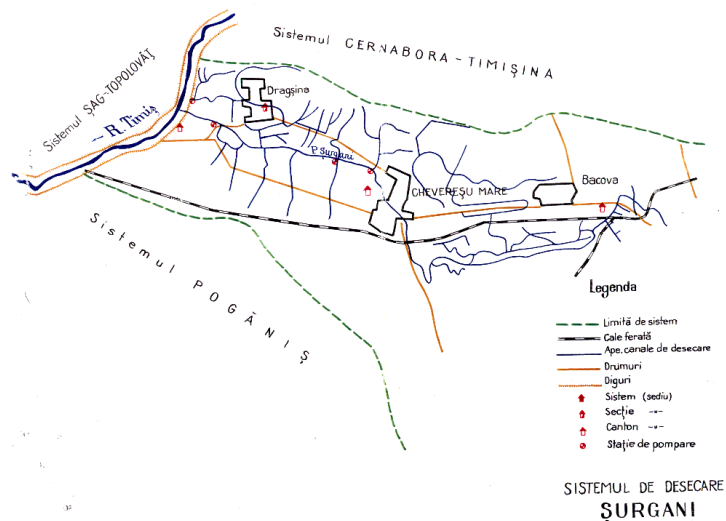 Sistemul CERNABORA-TIMIȘINA
Sistemul ȘAG-TOPOLOVĂȚ
R. Timiș
Dragșina
P. Șurgani
CHEVEREȘU MARE
Bacova
Sistemul POGĂNIȘ
Legenda
Limită de sistem
Cale ferată
Ape, canale de desecare
Drumuri
Diguri
Sistem (sediu)
Secție -"-
Canton -"-
Stație de pompare
SISTEMUL DE DESECARE
ȘURGANI